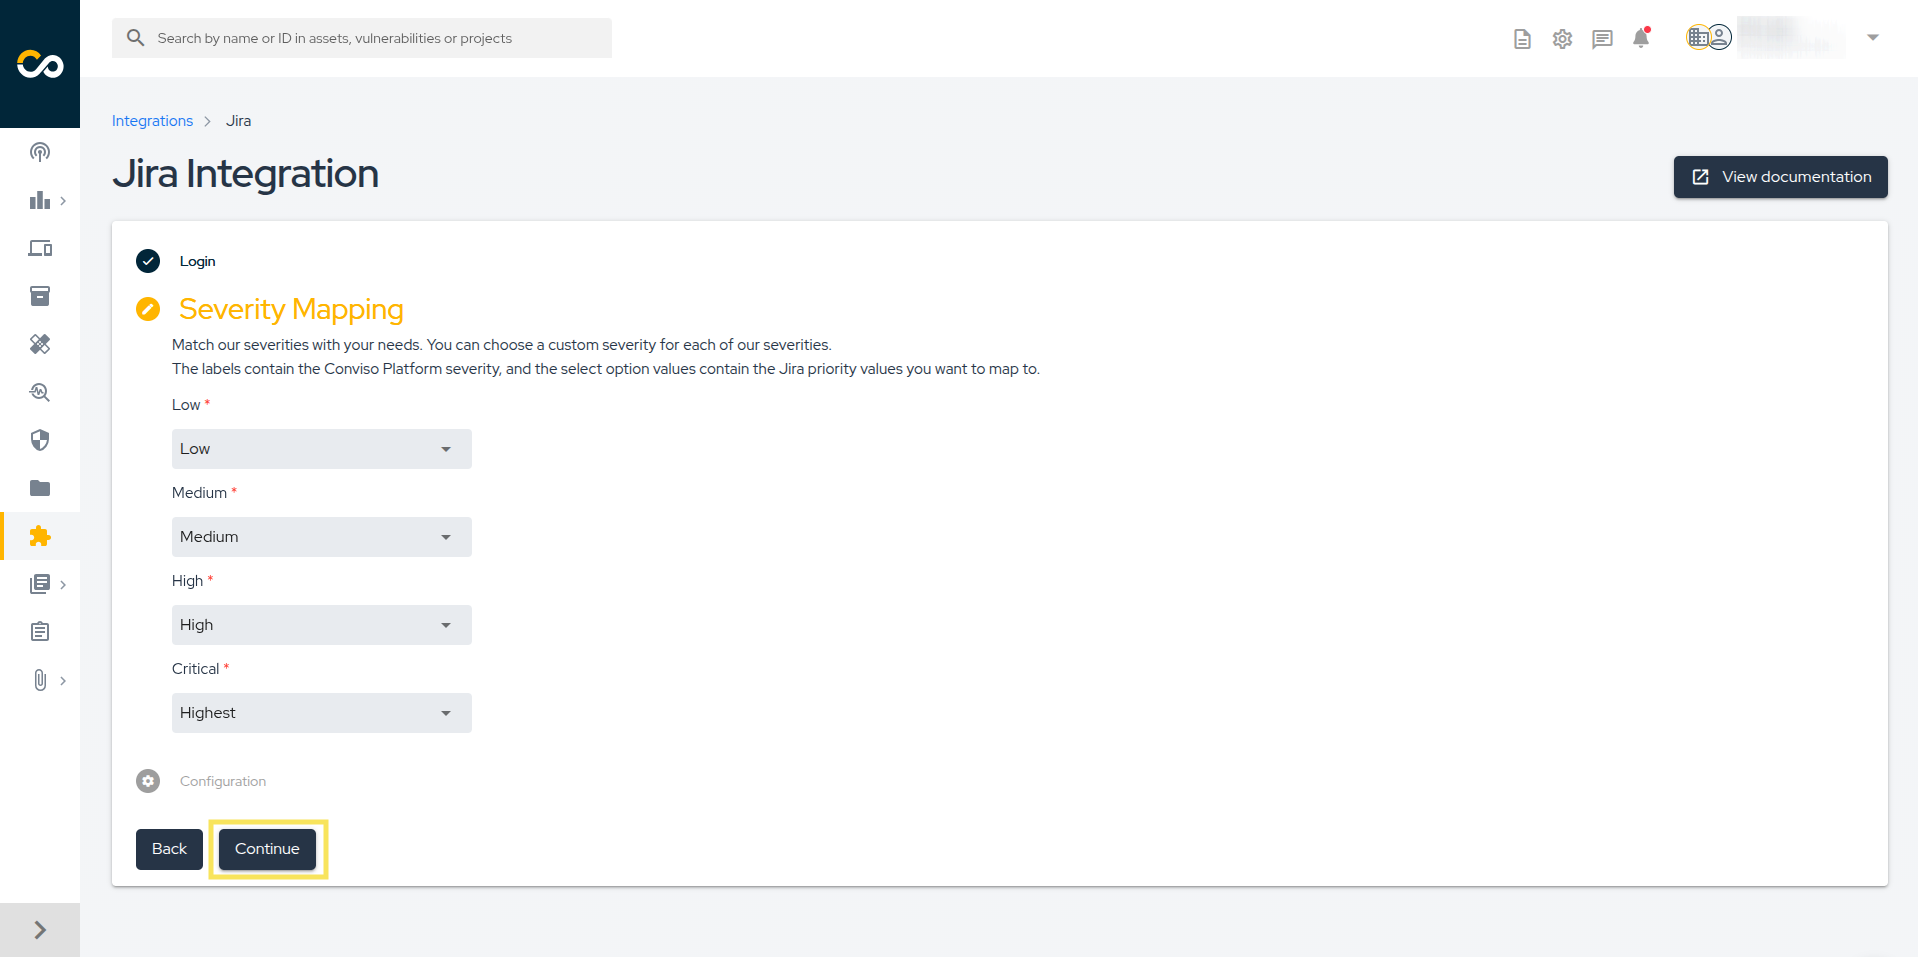 Search by name or ID in assets, vulnerabilities or projects
Integrations
Jira
Jira Integration
View documentation
Login
Severity Mapping
Match our severities with your needs. You can choose a custom severity for each of our severities.
The labels contain the Conviso Platform severity, and the select option values contain the Jira priority values you want to map to.
Low *
Low
Medium *
Medium
High *
High
Critical *
Highest
Configuration
Back
Continue